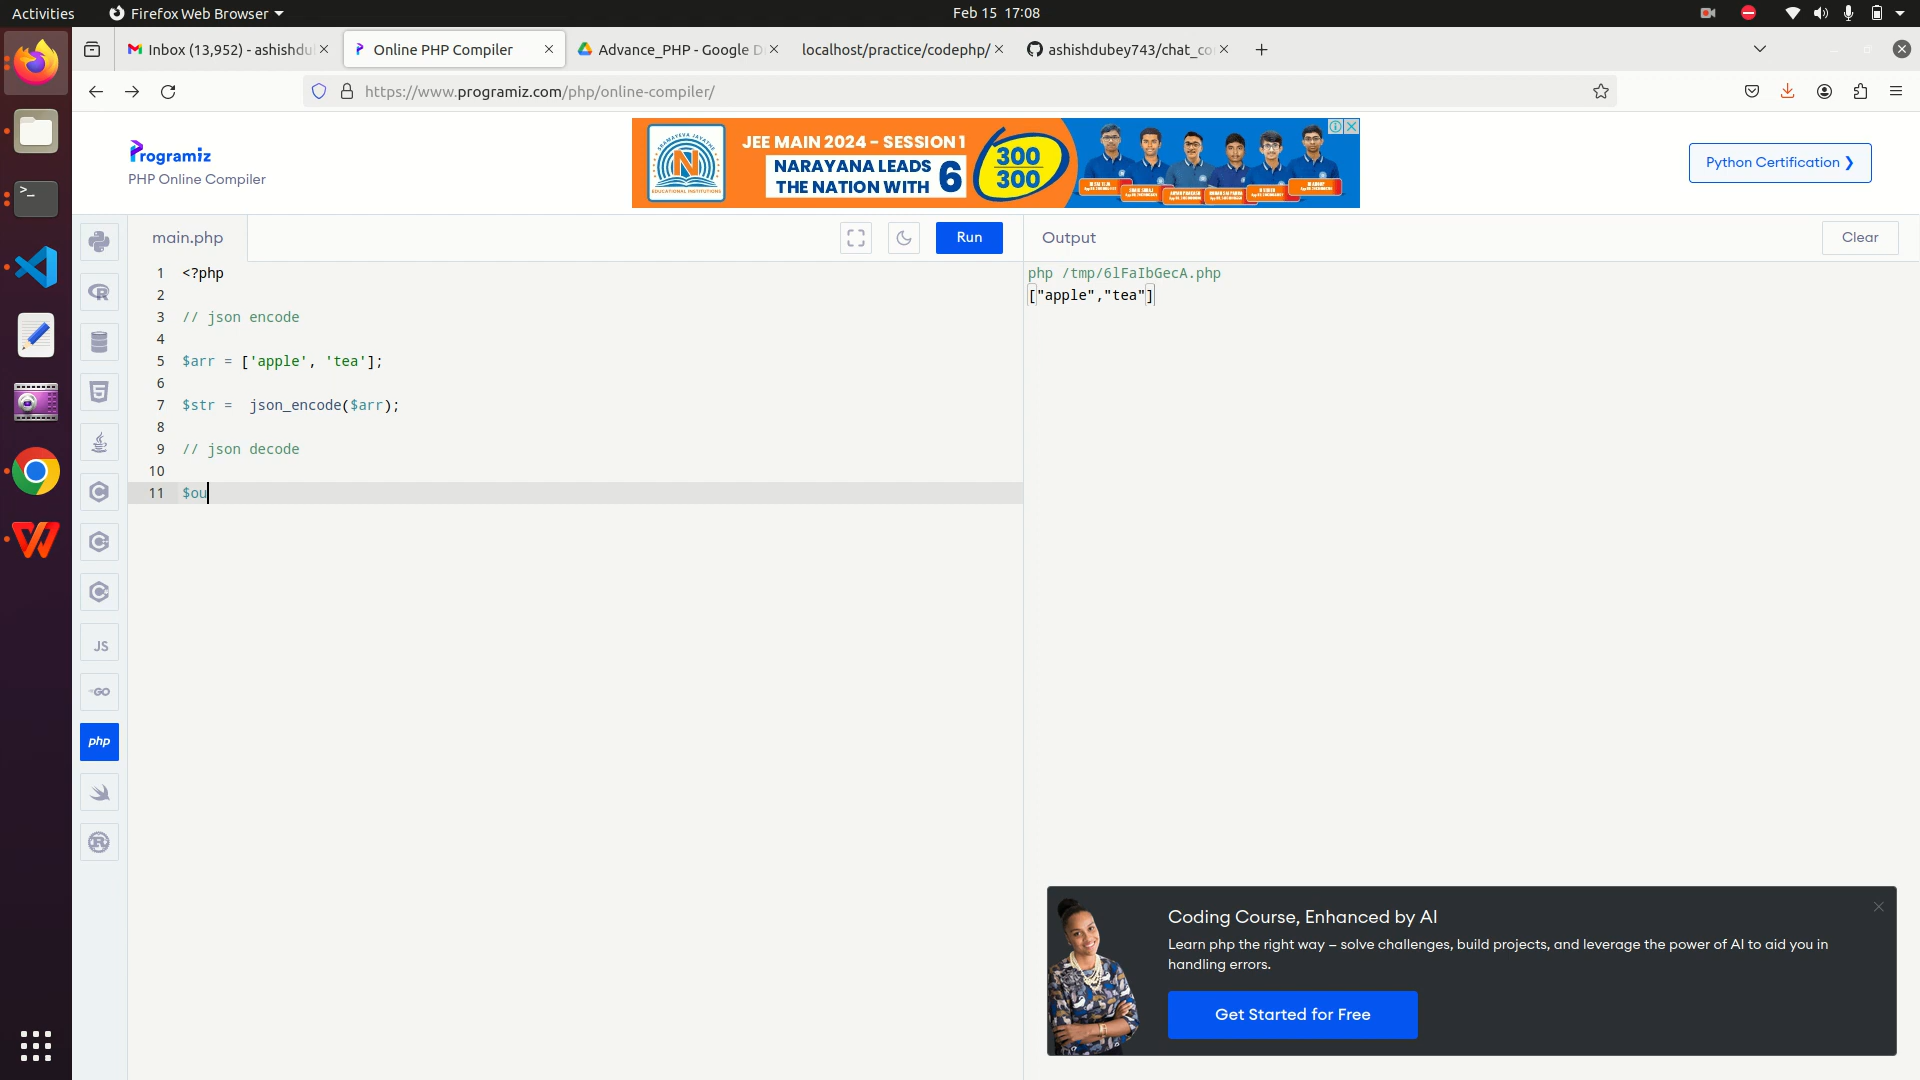 Activities
Firefox Web Browser
Feb 15 17:08
Inbox (13,952) - ashishdu
Online PHP Compiler
Advance_PHP - Google D
localhost/practice/codephp/
ashishdubey743/chat_co
https://www.programiz.com/php/online-compiler/
Programiz
PHP Online Compiler
JEE MAIN 2024 - SESSION 1
NARAYANA LEADS
THE NATION WITH 6
300
300
Python Certification ❯
main.php
Run
Output
Clear
1 <?php
2
3 // json encode
4
5 $arr = ['apple', 'tea'];
6
7 $str =  json_encode($arr);
8
9 // json decode
10
11 $ou
php /tmp/6lFaIbGecA.php
["apple","tea"]
JS
GO
php
Coding Course, Enhanced by AI
Learn php the right way – solve challenges, build projects, and leverage the power of AI to aid you in
handling errors.
Get Started for Free